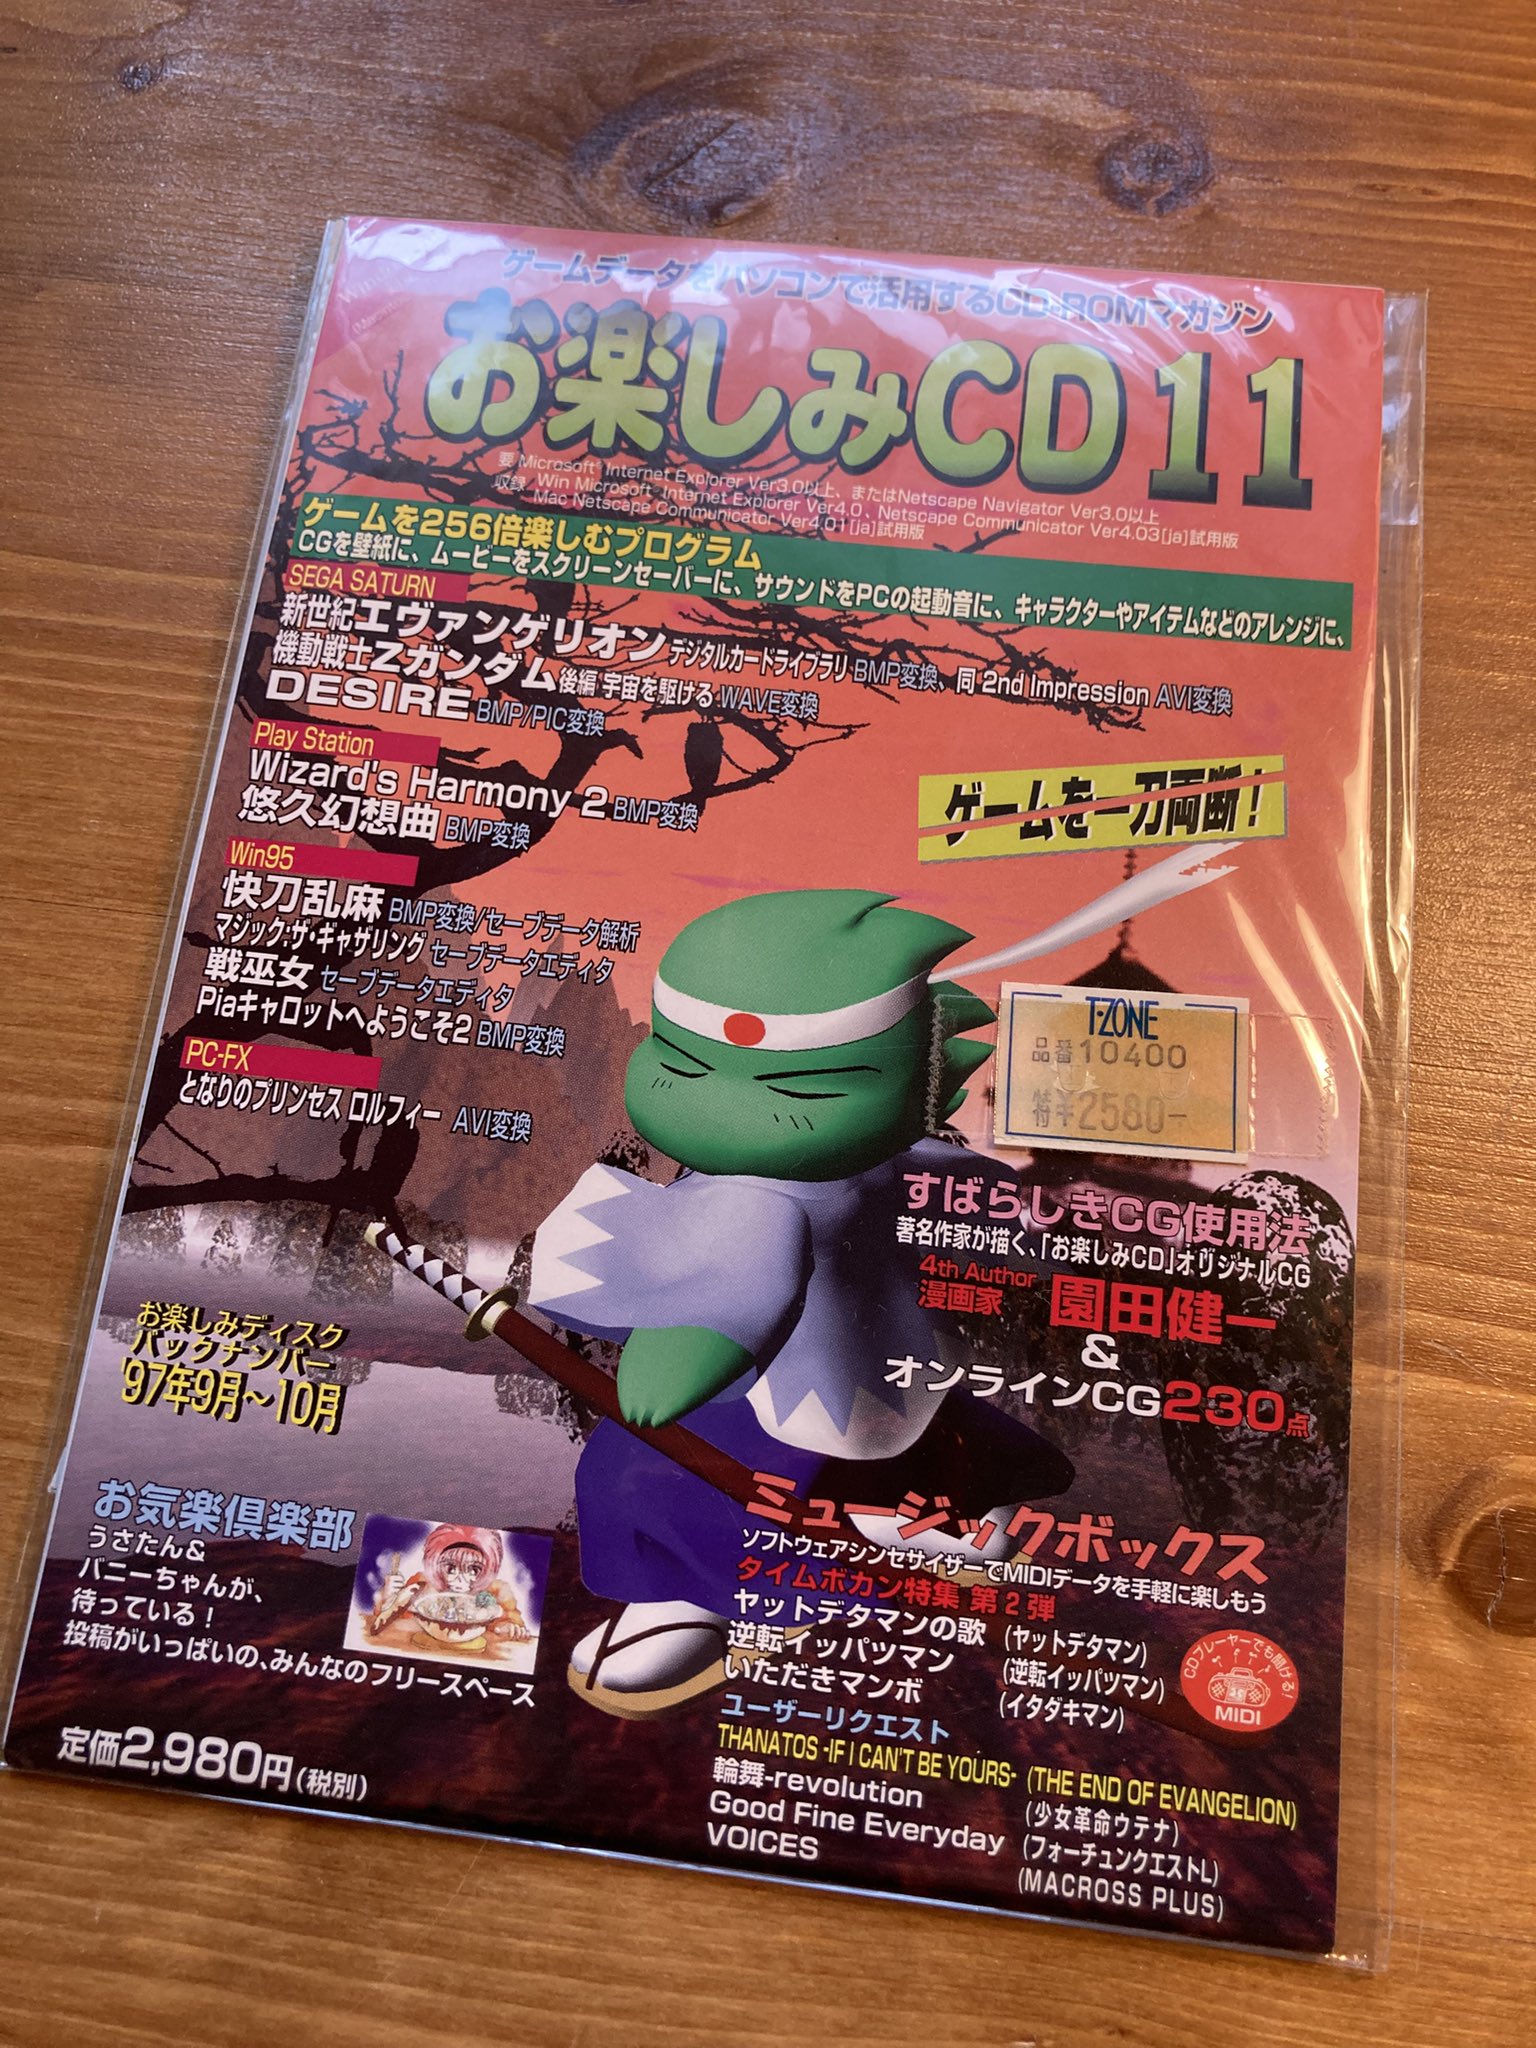 ゲームデータをパソコンで活用するCD-ROMマガジン
お楽しみCD11
要 Microsoft® Internet Explorer Ver3.0以上、またはNetscape Navigator Ver3.0以上
収録 Win Microsoft® Internet Explorer Ver4.0、Netscape Communicator Ver4.03[ja]試用版
Mac Netscape Communicator Ver4.01[ja]試用版
ゲームを256倍楽しむプログラム
CGを壁紙に、ムービーをスクリーンセーバーに、サウンドをPCの起動音に、キャラクターやアイテムなどのアレンジに、
SEGA SATURN
新世紀エヴァンゲリオン デジタルカードライブラリ BMP変換、同 2nd Impression AVI変換
機動戦士Zガンダム 後編 宇宙を駆ける WAVE変換
DESIRE BMP/PIC変換
Play Station
Wizard's Harmony 2 BMP変換
悠久幻想曲 BMP変換
ゲームを一刀両断!
Win95
快刀乱麻 BMP変換/セーブデータ解析
マジック:ザ・ギャザリング セーブデータエディタ
戦巫女 セーブデータエディタ
Piaキャロットへようこそ2 BMP変換
PC-FX
となりのプリンセス ロルフィー AVI変換
T-ZONE
品番10400
特¥2580-
すばらしきCG使用法
著名作家が描く、「お楽しみCD」オリジナルCG
4th Author
漫画家 園田健一
&
オンラインCG230点
お楽しみディスク
バックナンバー
'97年9月〜10月
お気楽倶楽部
うさたん&
バニーちゃんが、
待っている!
投稿がいっぱいの、みんなのフリースペース
ミュージックボックス
ソフトウェアシンセサイザーでMIDIデータを手軽に楽しもう
タイムボカン特集 第2弾
ヤットデタマンの歌 (ヤットデタマン)
逆転イッパツマン (逆転イッパツマン)
いただきマンボ (イタダキマン)
CDプレーヤーでも聴ける!
MIDI
ユーザーリクエスト
THANATOS -IF I CAN'T BE YOURS- (THE END OF EVANGELION)
輪舞-revolution (少女革命ウテナ)
Good Fine Everyday (フォーチュンクエストL)
VOICES (MACROSS PLUS)
定価2,980円(税別)